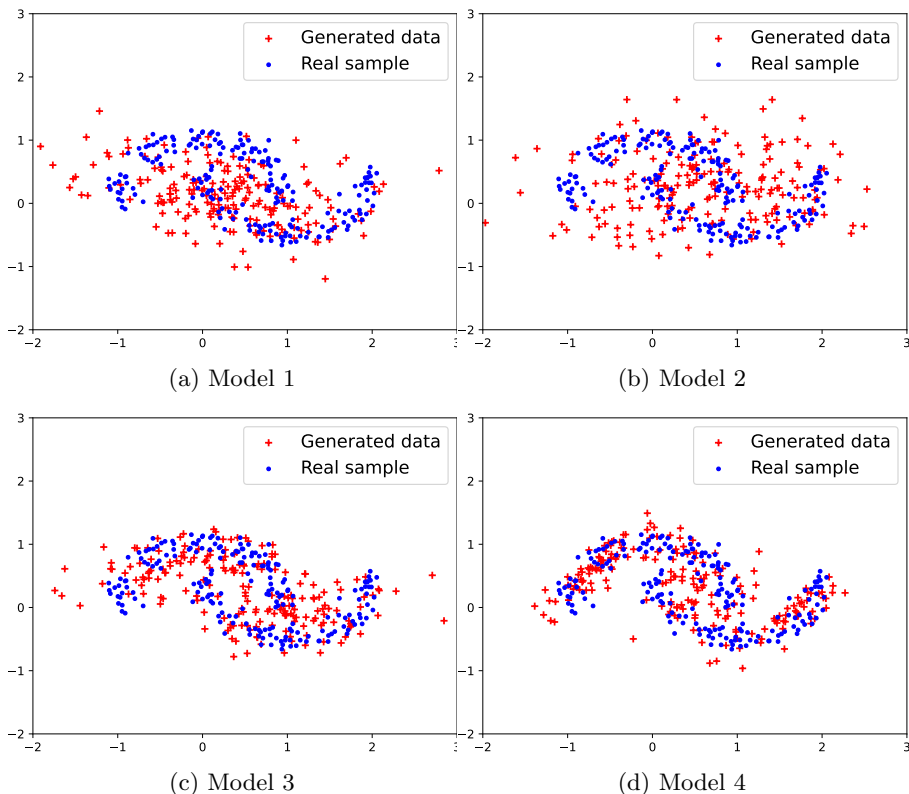 3
2
1
0
−1
−2
−2 −1 0 1 2 3
Generated data
Real sample
(a) Model 1
3
2
1
0
−1
−2
−2 −1 0 1 2 3
Generated data
Real sample
(b) Model 2
3
2
1
0
−1
−2
−2 −1 0 1 2 3
Generated data
Real sample
(c) Model 3
3
2
1
0
−1
−2
−2 −1 0 1 2 3
Generated data
Real sample
(d) Model 4